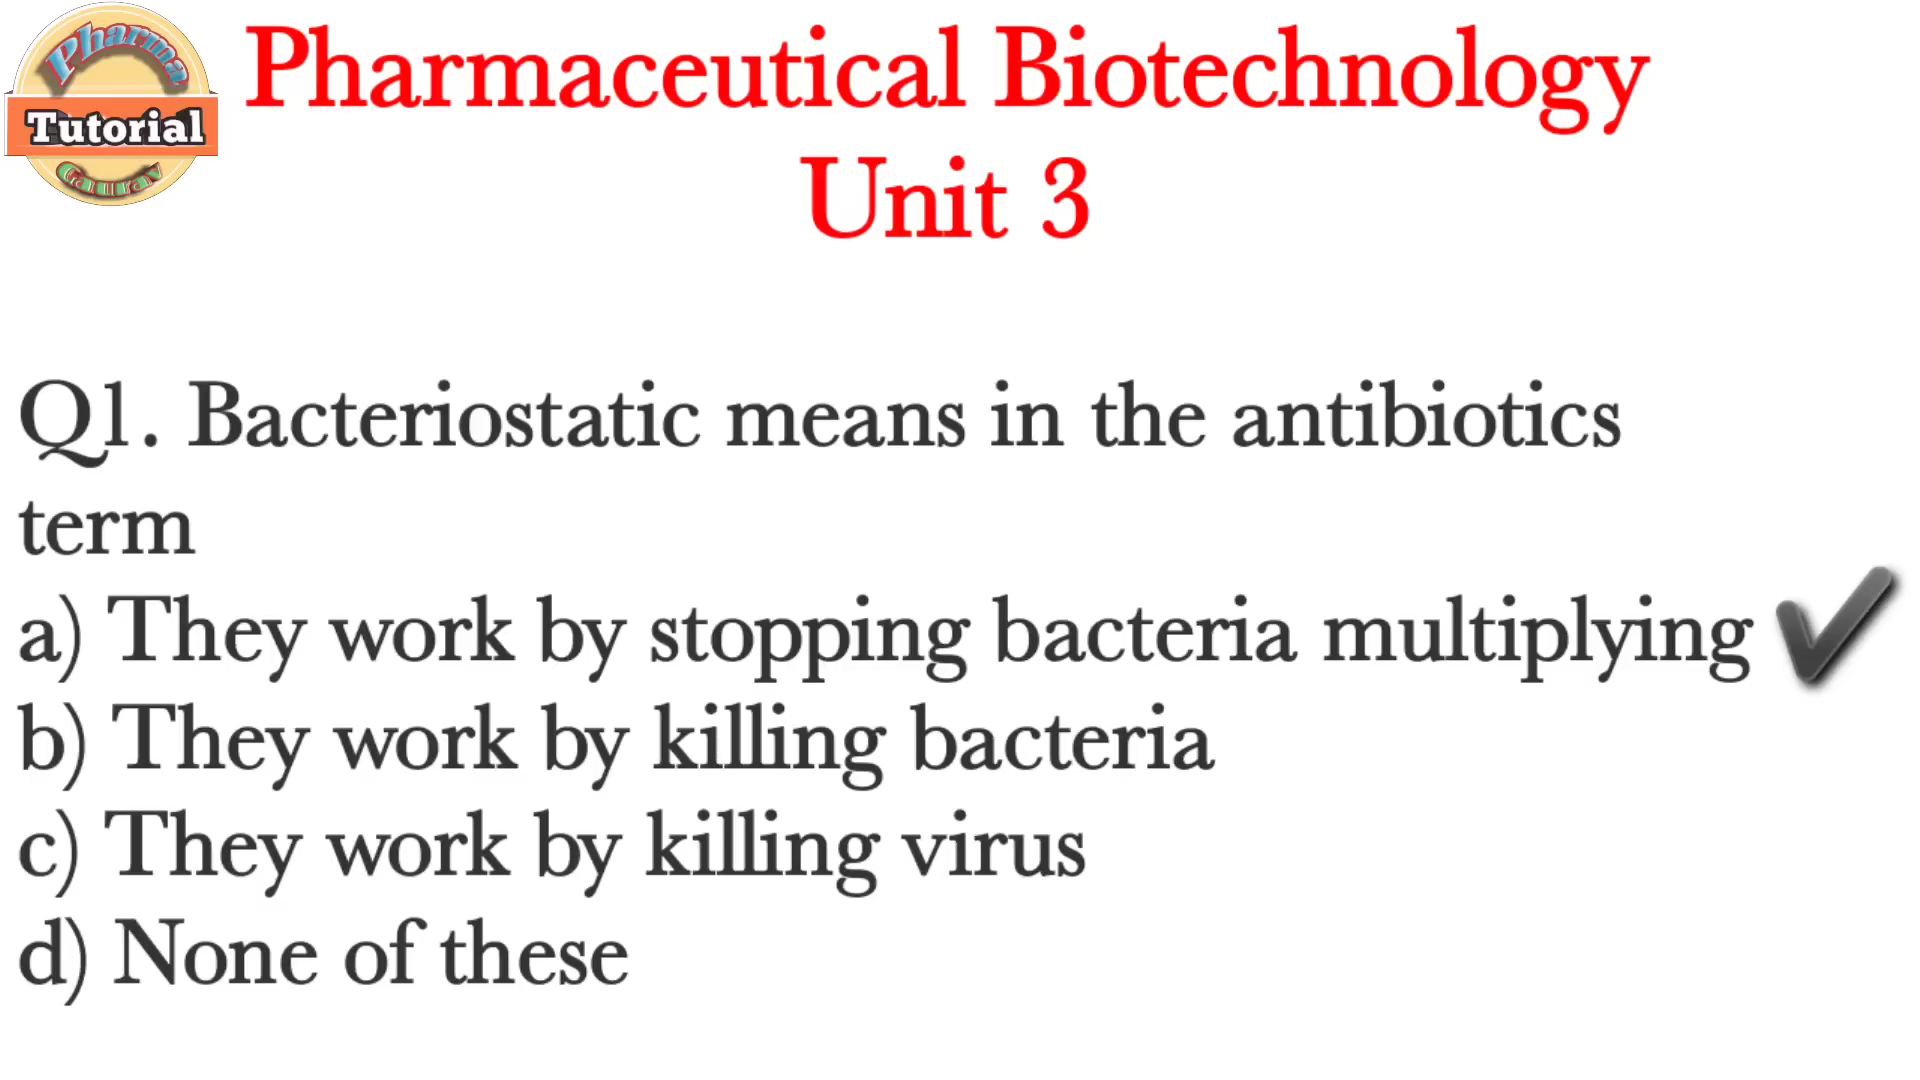 Pharma
Tutorial
Gaurav
Pharmaceutical Biotechnology
Unit 3
Q1. Bacteriostatic means in the antibiotics
term
a) They work by stopping bacteria multiplying
b) They work by killing bacteria
c) They work by killing virus
d) None of these